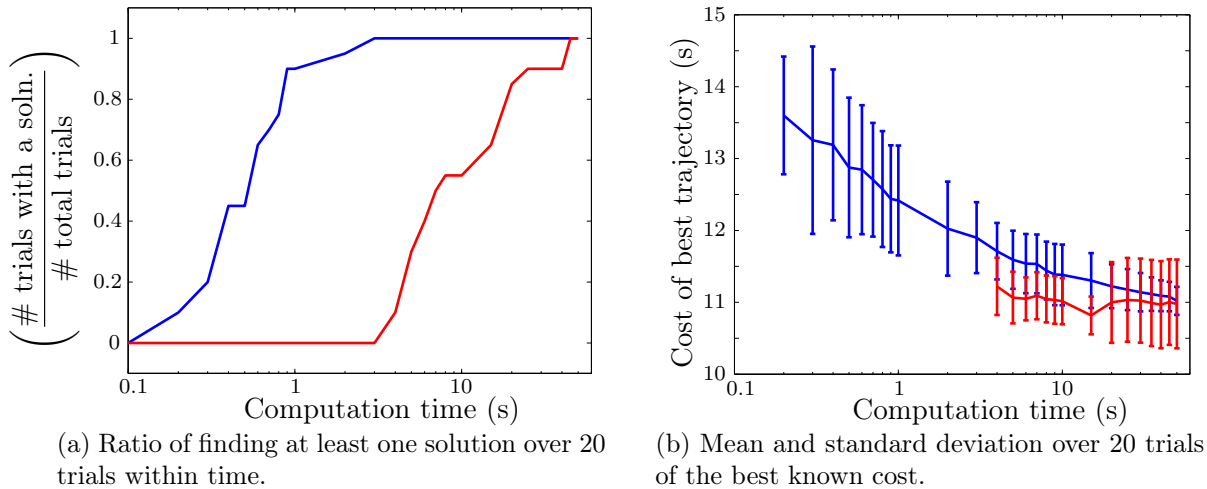 (# trials with a soln. / # total trials)
1
0.8
0.6
0.4
0.2
0
0.1 1 10
Computation time (s)
(a) Ratio of finding at least one solution over 20
trials within time.
Cost of best trajectory (s)
15
14
13
12
11
10
0.1 1 10
Computation time (s)
(b) Mean and standard deviation over 20 trials
of the best known cost.